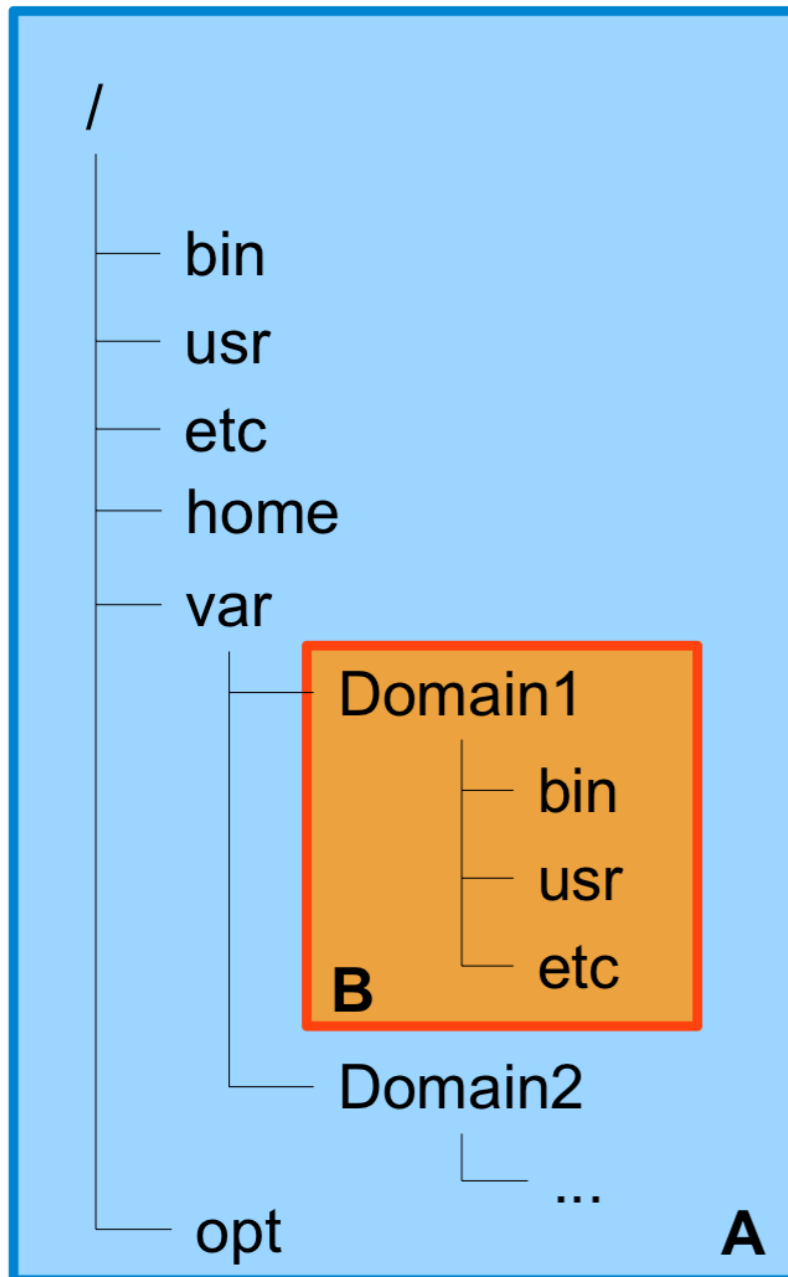 /
bin
usr
etc
home
var
Domain1
bin
usr
etc
B
Domain2
...
opt
A